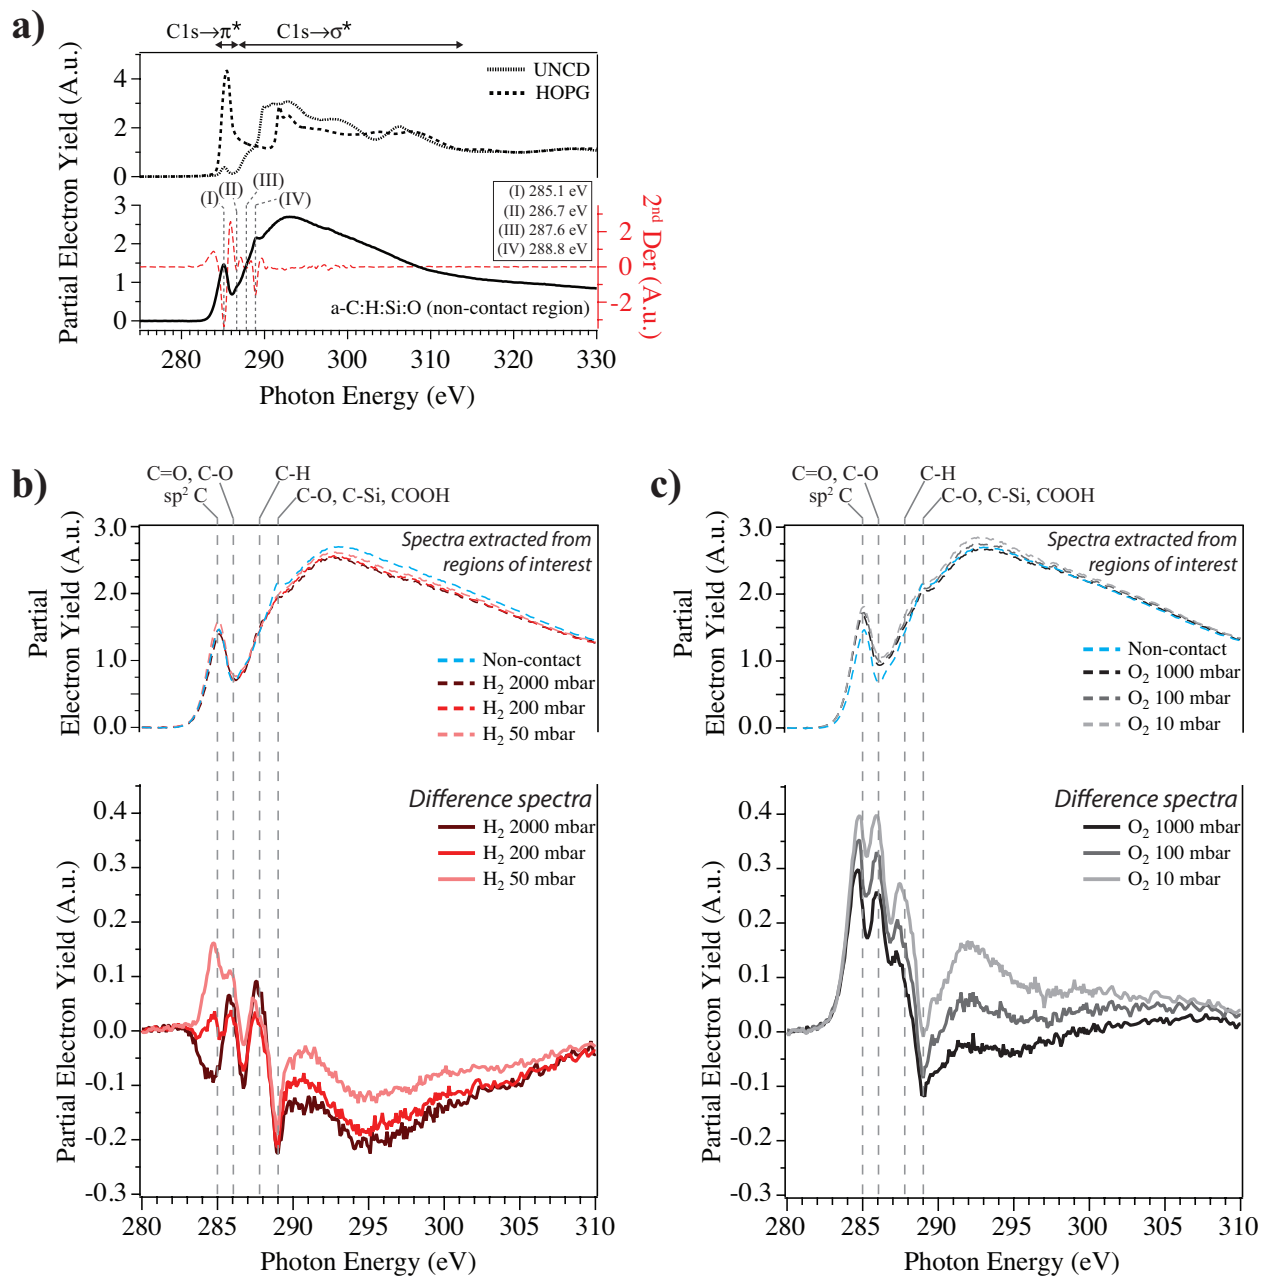 a)
C1s→π*
C1s→σ*
Partial Electron Yield (A.u.)
4
2
0
UNCD
HOPG
(I)
(II)
(III)
(IV)
(I) 285.1 eV
(II) 286.7 eV
(III) 287.6 eV
(IV) 288.8 eV
3
2
1
0
2
0
-2
2nd Der (A.u.)
a-C:H:Si:O (non-contact region)
280 290 300 310 320 330
Photon Energy (eV)
b)
C=O, C-O
sp² C
C-H
C-O, C-Si, COOH
Partial
Electron Yield (A.u.)
3.0
2.0
1.0
0.0
Spectra extracted from
regions of interest
Non-contact
H₂ 2000 mbar
H₂ 200 mbar
H₂ 50 mbar
Partial Electron Yield (A.u.)
0.4
0.3
0.2
0.1
0.0
-0.1
-0.2
-0.3
Difference spectra
H₂ 2000 mbar
H₂ 200 mbar
H₂ 50 mbar
280 285 290 295 300 305 310
Photon Energy (eV)
c)
C=O, C-O
sp² C
C-H
C-O, C-Si, COOH
Partial
Electron Yield (A.u.)
3.0
2.0
1.0
0.0
Spectra extracted from
regions of interest
Non-contact
O₂ 1000 mbar
O₂ 100 mbar
O₂ 10 mbar
Partial Electron Yield (A.u.)
0.4
0.3
0.2
0.1
0.0
-0.1
-0.2
-0.3
Difference spectra
O₂ 1000 mbar
O₂ 100 mbar
O₂ 10 mbar
280 285 290 295 300 305 310
Photon Energy (eV)